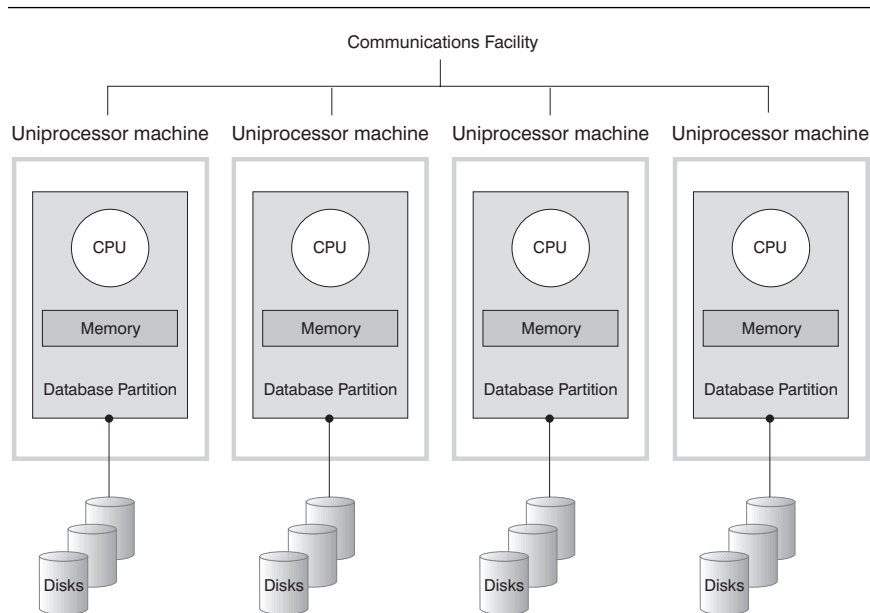 Communications Facility
Uniprocessor machine Uniprocessor machine Uniprocessor machine Uniprocessor machine
CPU CPU CPU CPU
Memory Memory Memory Memory
Database Partition Database Partition Database Partition Database Partition
Disks Disks Disks Disks